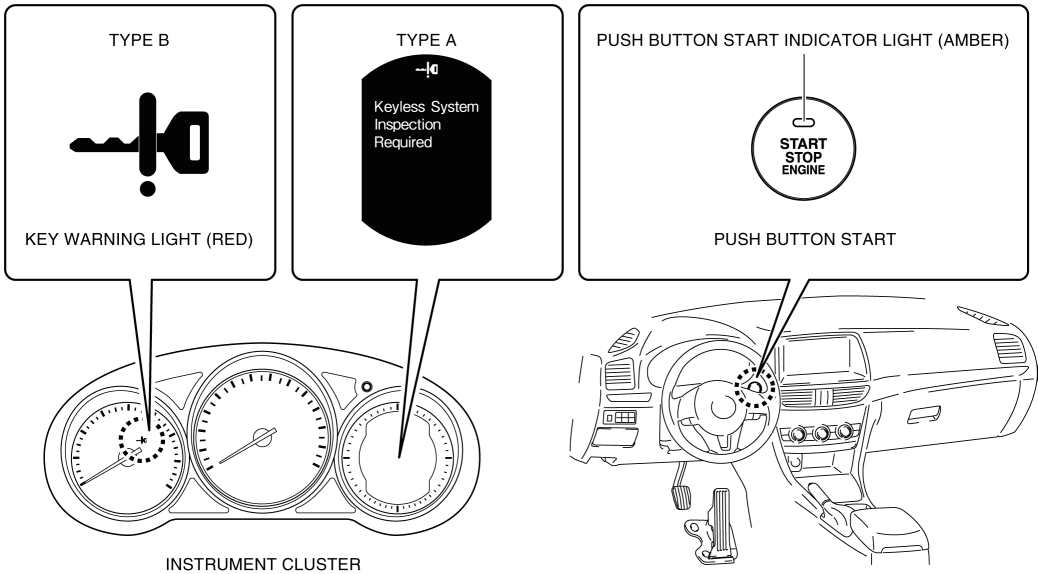 TYPE B
KEY WARNING LIGHT (RED)
TYPE A
Keyless System
Inspection
Required
PUSH BUTTON START INDICATOR LIGHT (AMBER)
START
STOP
ENGINE
PUSH BUTTON START
INSTRUMENT CLUSTER